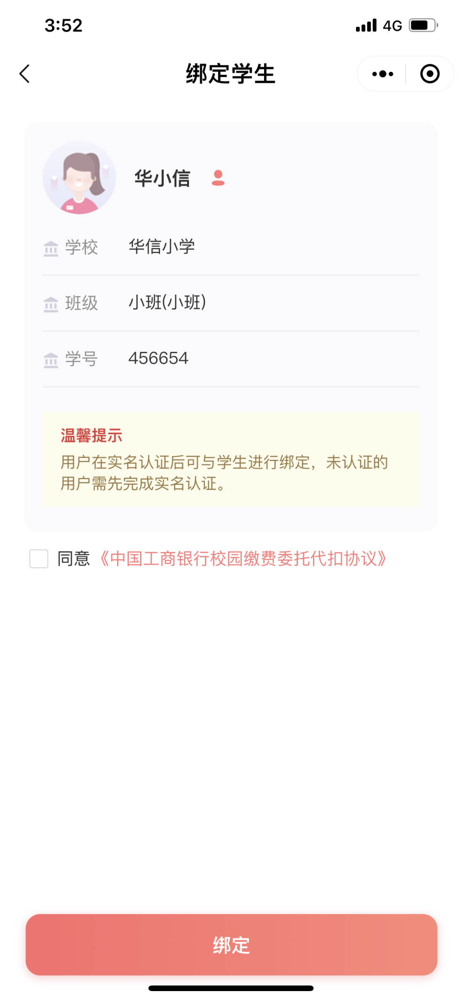 3:52
4G
绑定学生
华小信
学校 华信小学
班级 小班(小班)
学号 456654
温馨提示
用户在实名认证后可与学生进行绑定，未认证的
用户需先完成实名认证。
同意《中国工商银行校园缴费委托代扣协议》
绑定